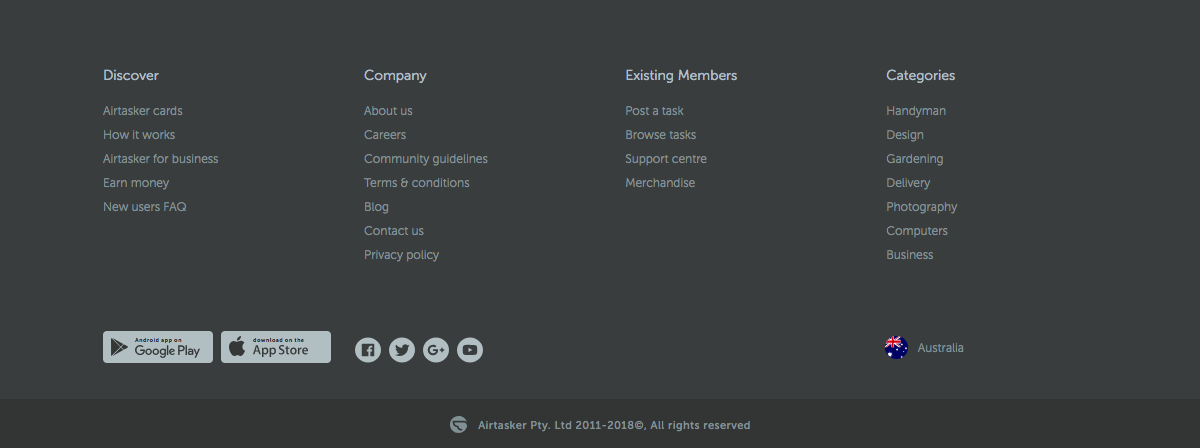 Discover
Airtasker cards
How it works
Airtasker for business
Earn money
New users FAQ
Company
About us
Careers
Community guidelines
Terms & conditions
Blog
Contact us
Privacy policy
Existing Members
Post a task
Browse tasks
Support centre
Merchandise
Categories
Handyman
Design
Gardening
Delivery
Photography
Computers
Business
Android app on
Google Play
download on the
App Store
G+
Australia
Airtasker Pty. Ltd 2011-2018©, All rights reserved